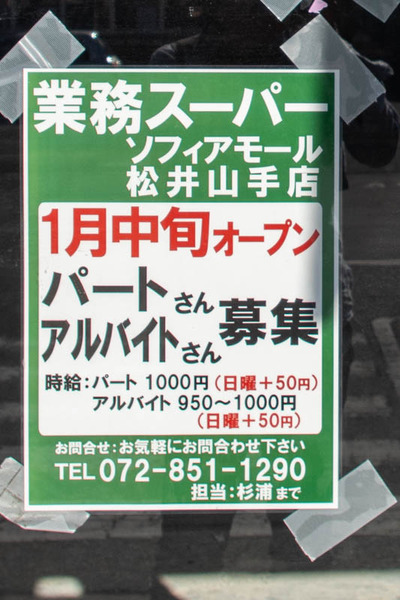 業務スーパー
ソフィアモール
松井山手店
1月中旬オープン
パートさん
アルバイトさん
募集
時給:パート 1000円(日曜+50円)
アルバイト 950〜1000円
(日曜+50円)
お問合せ:お気軽にお問合わせ下さい
TEL 072-851-1290
担当:杉浦まで